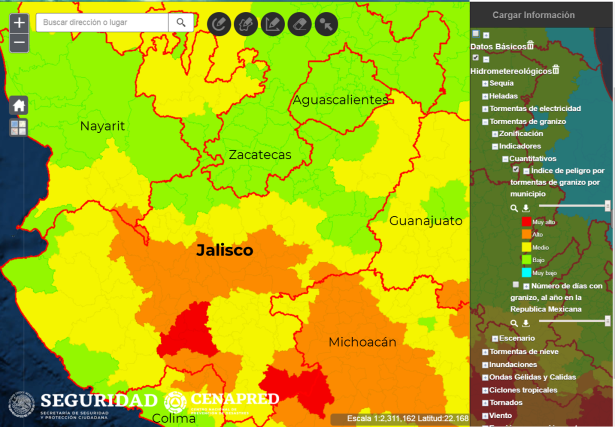 Cargar Información
+
Buscar dirección o lugar
−
Datos Básicos
Hidrometereológicos
Sequía
Heladas
Tormentas de electricidad
Tormentas de granizo
Zonificación
Indicadores
Cuantitativos
Índice de peligro por
tormentas de granizo por
municipio
Muy alto
Alto
Medio
Bajo
Muy bajo
Número de días con
granizo, al año en la
Republica Mexicana
Escenario
Tormentas de nieve
Inundaciones
Ondas Gélidas y Calidas
Ciclones tropicales
Tornados
Viento
Aguascalientes
Nayarit
Zacatecas
Guanajuato
Jalisco
Michoacán
Colima
SEGURIDAD
SECRETARÍA DE SEGURIDAD
Y PROTECCIÓN CIUDADANA
CENAPRED
Escala 1:2,311,162 Latitud:22.168